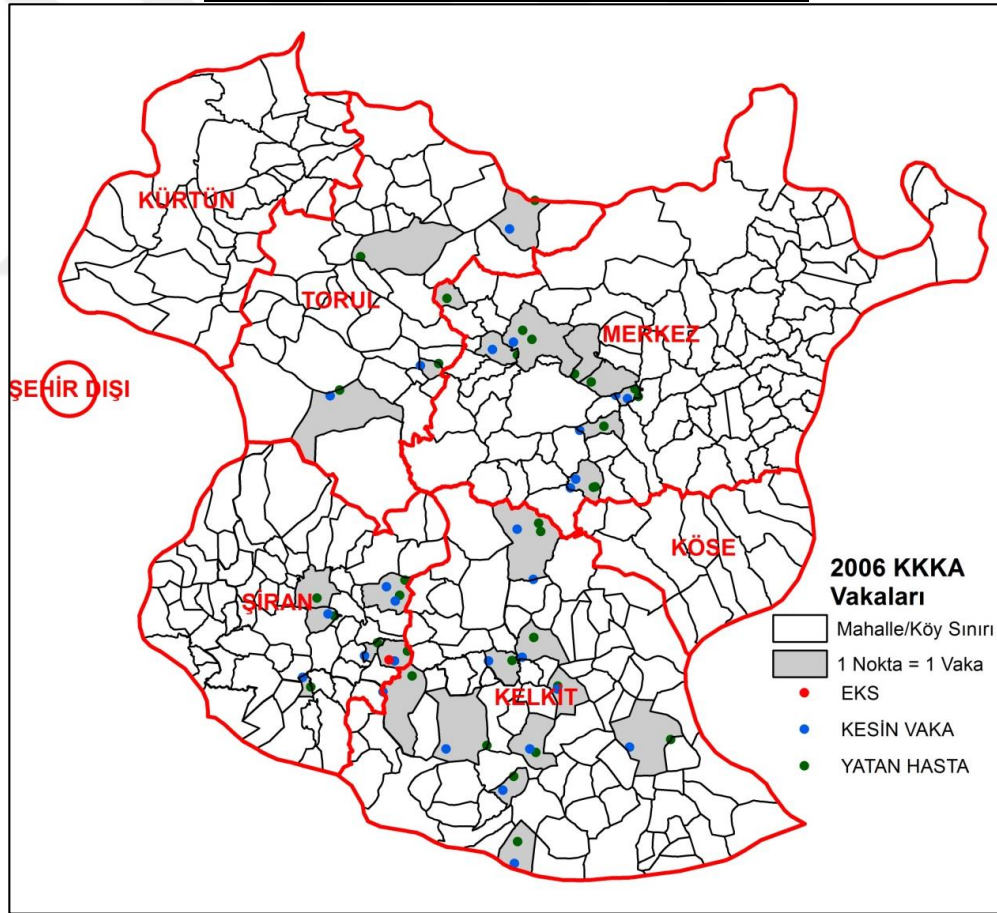 KÜRTÜN
TORUL
MERKEZ
ŞEHİR DIŞI
KÖSE
ŞİRAN
KELKİT
2006 KKKA
Vakaları
Mahalle/Köy Sınırı
1 Nokta = 1 Vaka
EKS
KESİN VAKA
YATAN HASTA